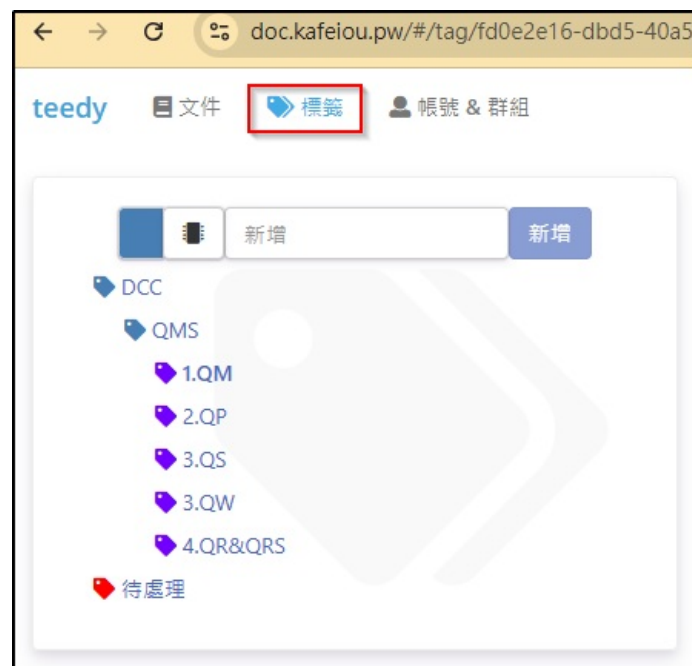 doc.kafeiou.pw/#/tag/fd0e2e16-dbd5-40a5
teedy 文件 標籤 帳號 & 群組
新增 新增
DCC
QMS
1.QM
2.QP
3.QS
3.QW
4.QR&QRS
待處理